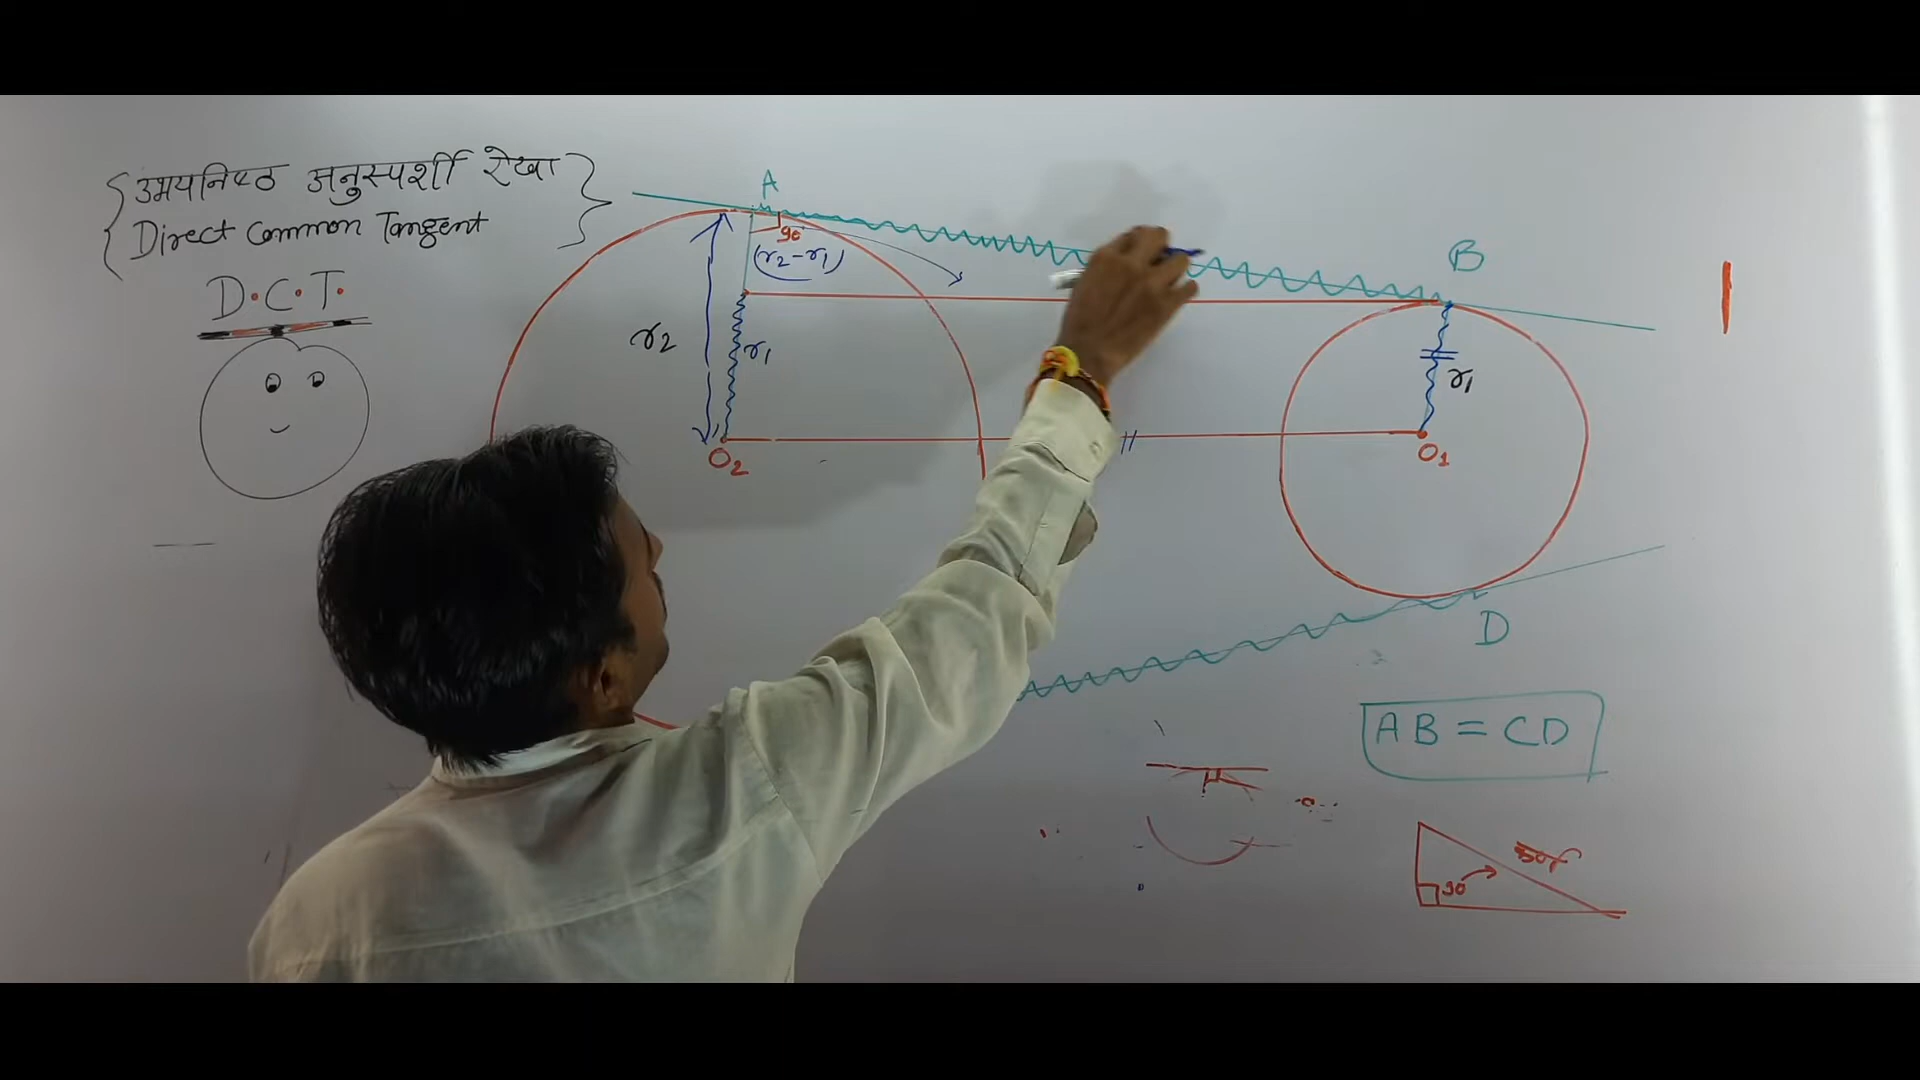 उभयनिष्ठ अनुस्पर्शी रेखा
Direct Common Tangent
D.C.T.
A
90
(r₂-r₁)
B
r₂
r₁
r₁
O₂
O₁
D
AB = CD
90